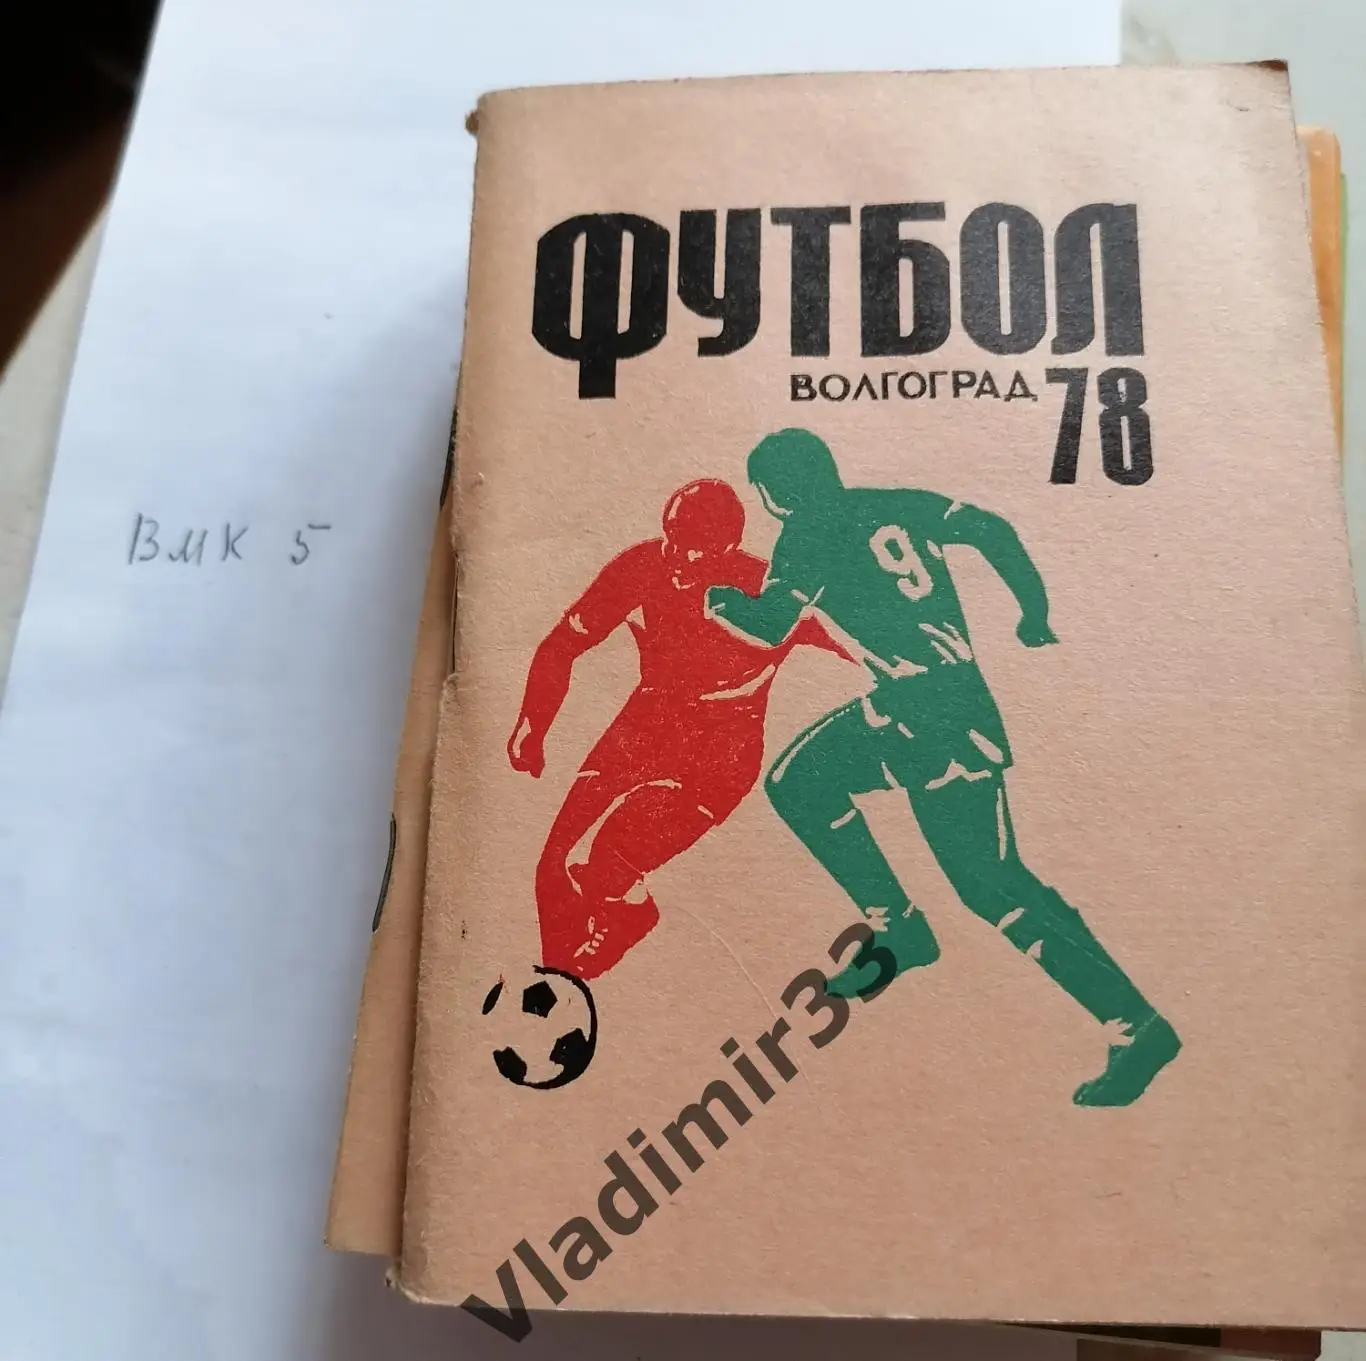 ФУТБОЛ
ВОЛГОГРАД 78
9
ВМК 5
Vladimir33